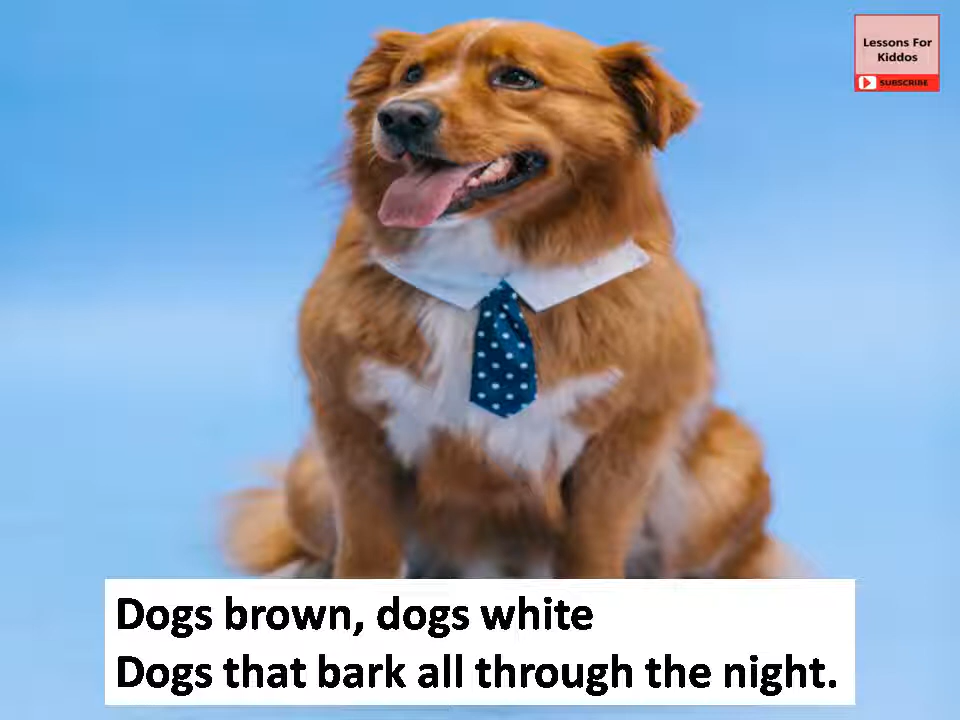 Lessons For
Kiddos
SUBSCRIBE
Dogs brown, dogs white
Dogs that bark all through the night.